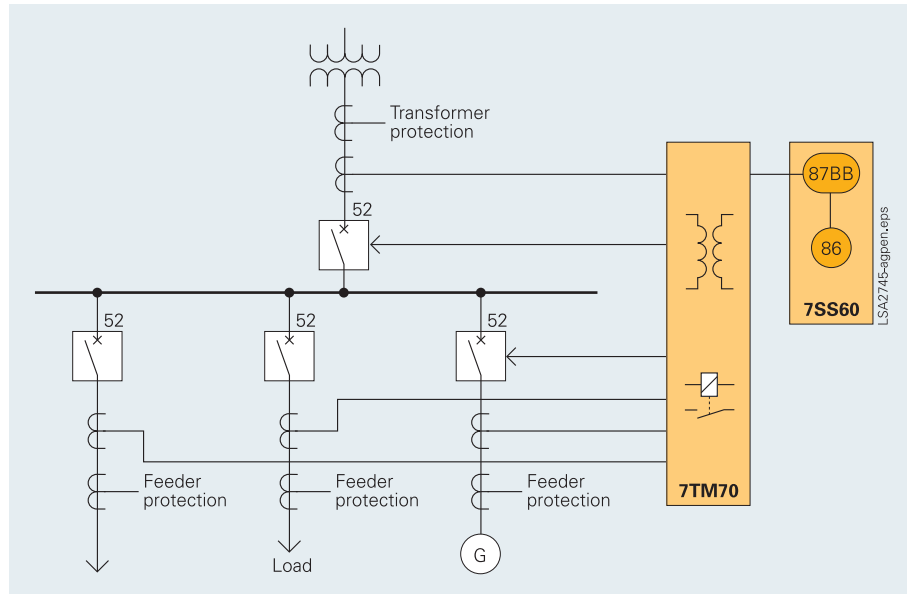 Transformer
protection
87BB
52
86
LSA2745-agpen.eps
7SS60
52
52
52
Feeder
protection
Feeder
protection
Feeder
protection
7TM70
Load
G